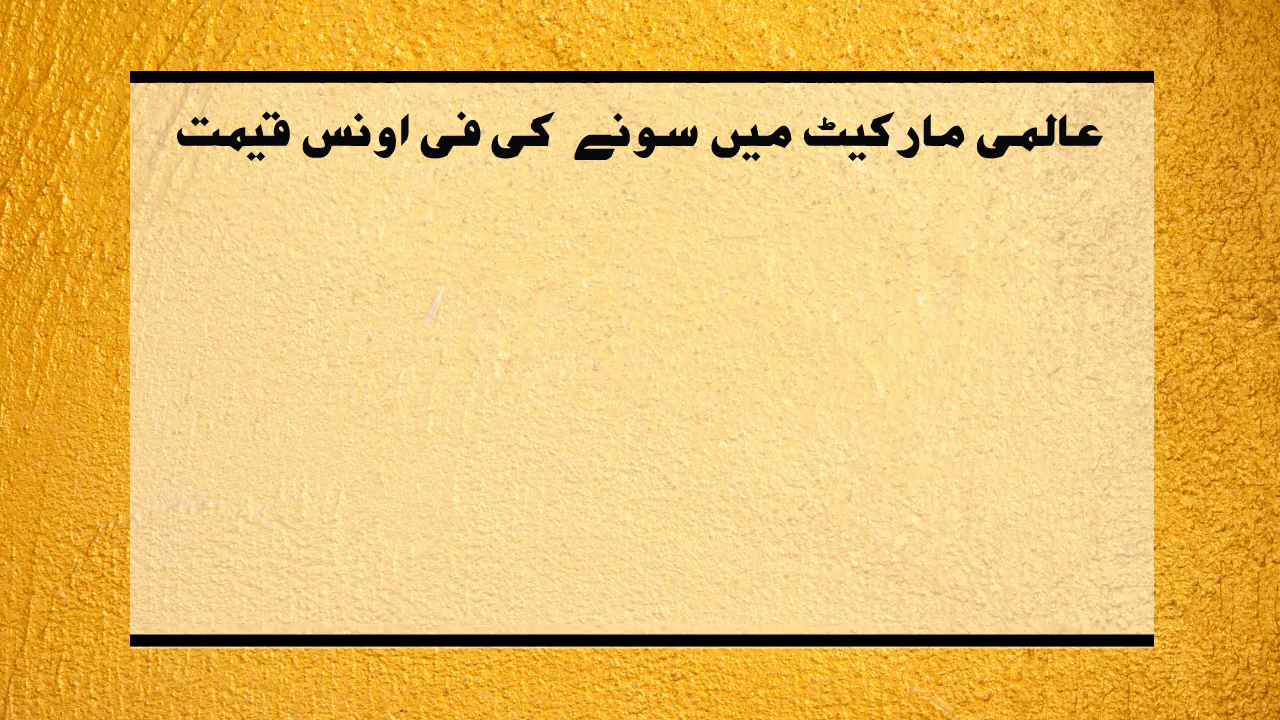 عالمی مارکیٹ میں سونے کی فی اونس قیمت